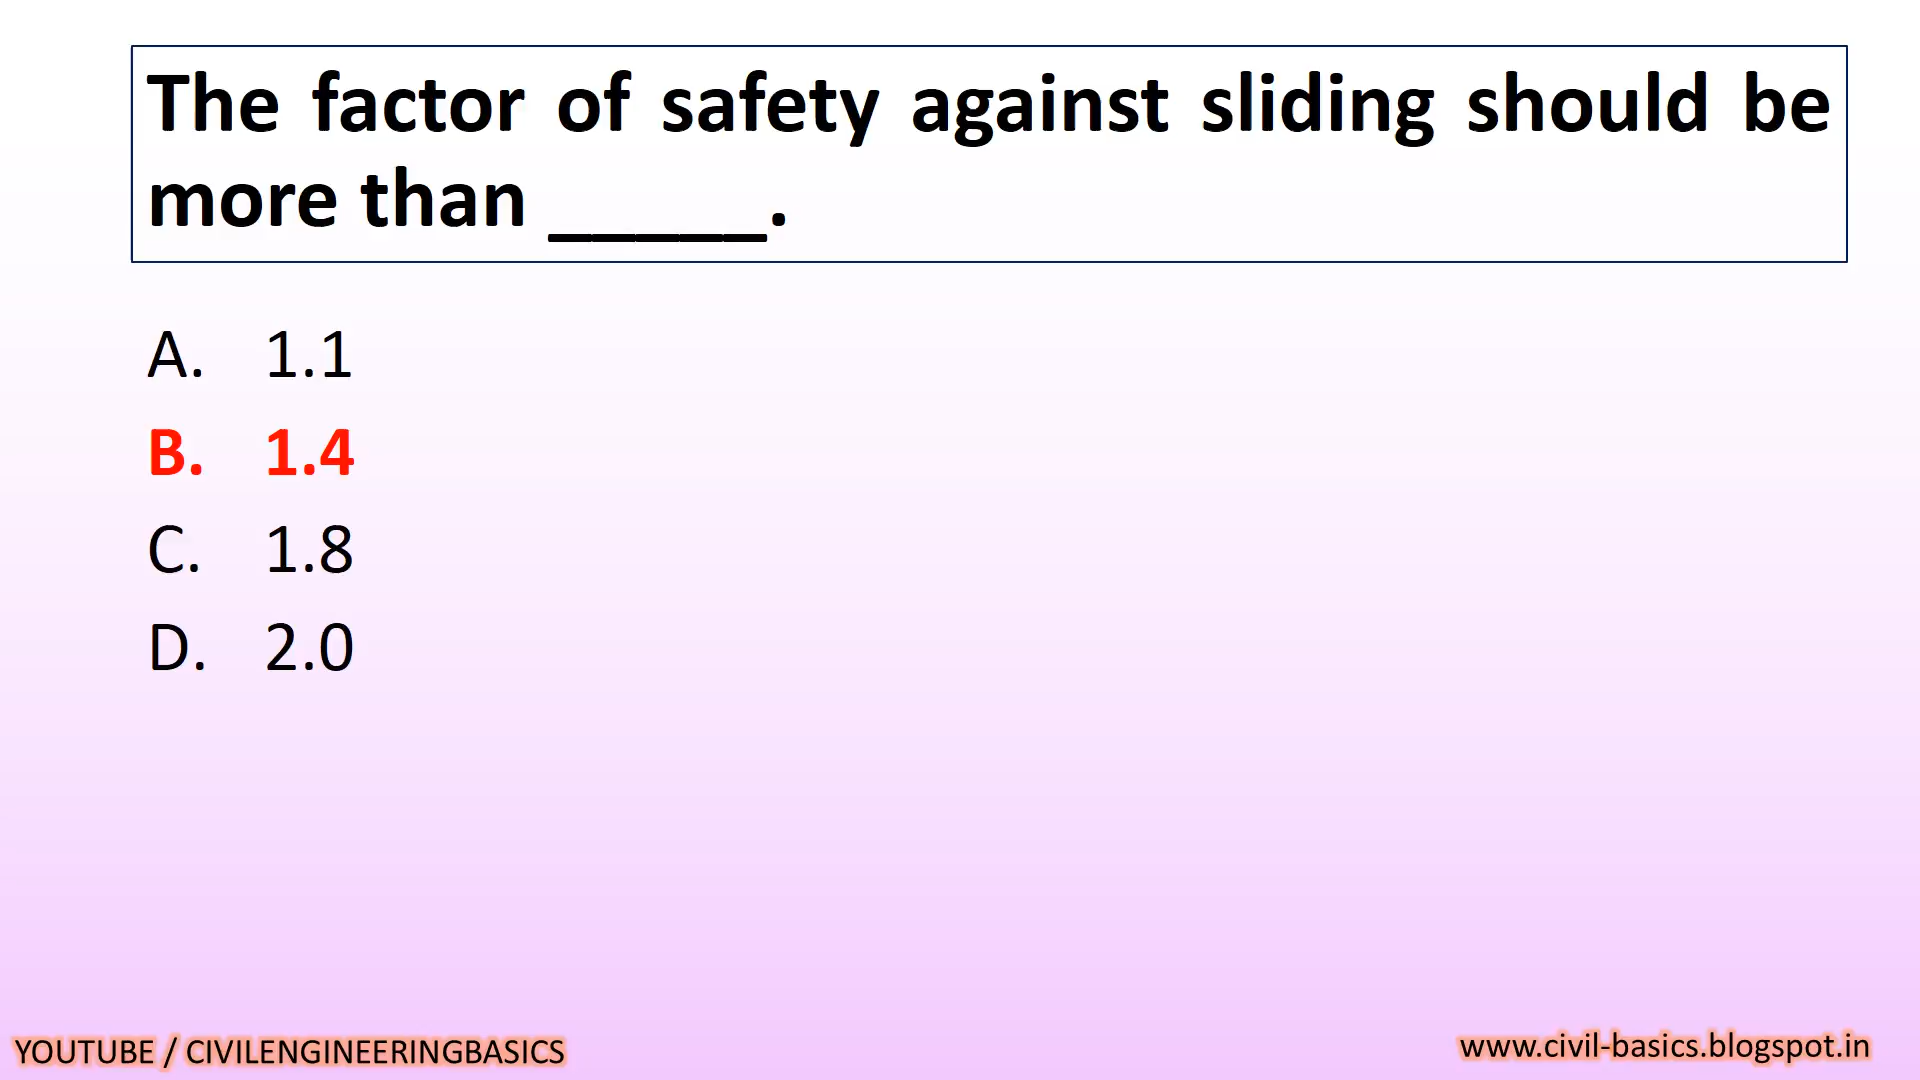 The factor of safety against sliding should be
more than _____.
A. 1.1
B. 1.4
C. 1.8
D. 2.0
YOUTUBE / CIVILENGINEERINGBASICS
www.civil-basics.blogspot.in